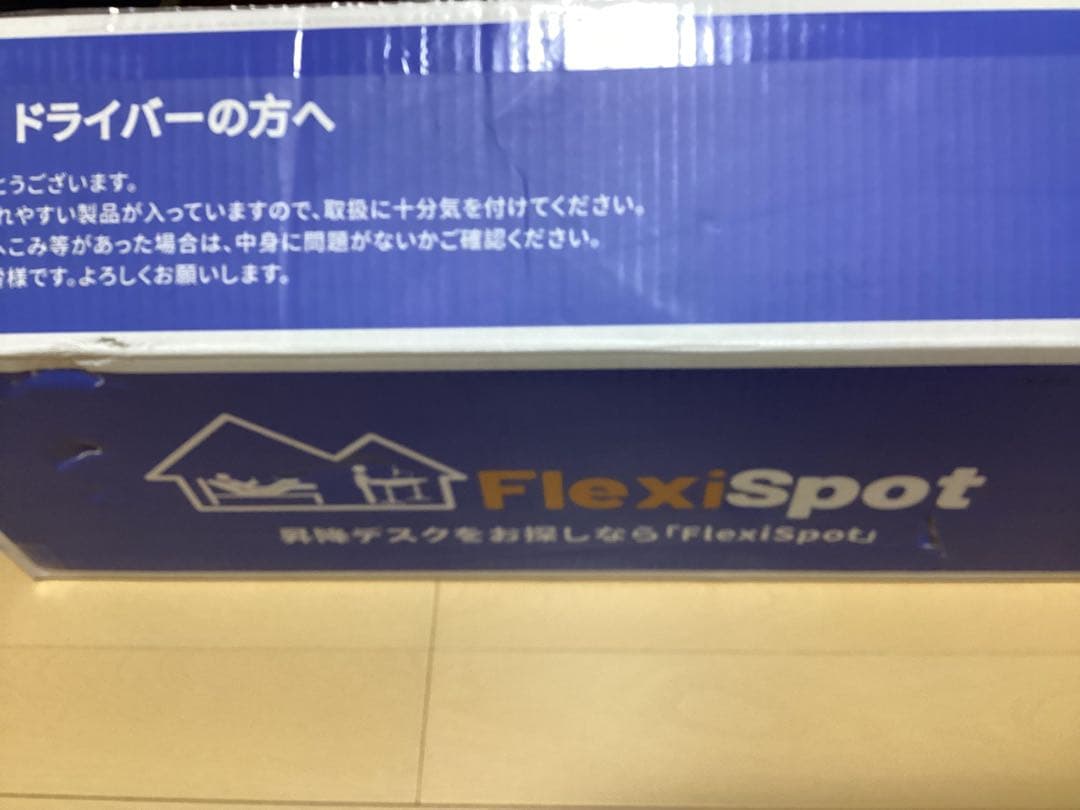 ドライバーの方へ
とうございます。
れやすい製品が入っていますので、取扱に十分気を付けてください。
へこみ等があった場合は、中身に問題がないかご確認ください。
皆様です。よろしくお願いします。
FlexiSpot
昇降デスクをお探しなら「FlexiSpot」